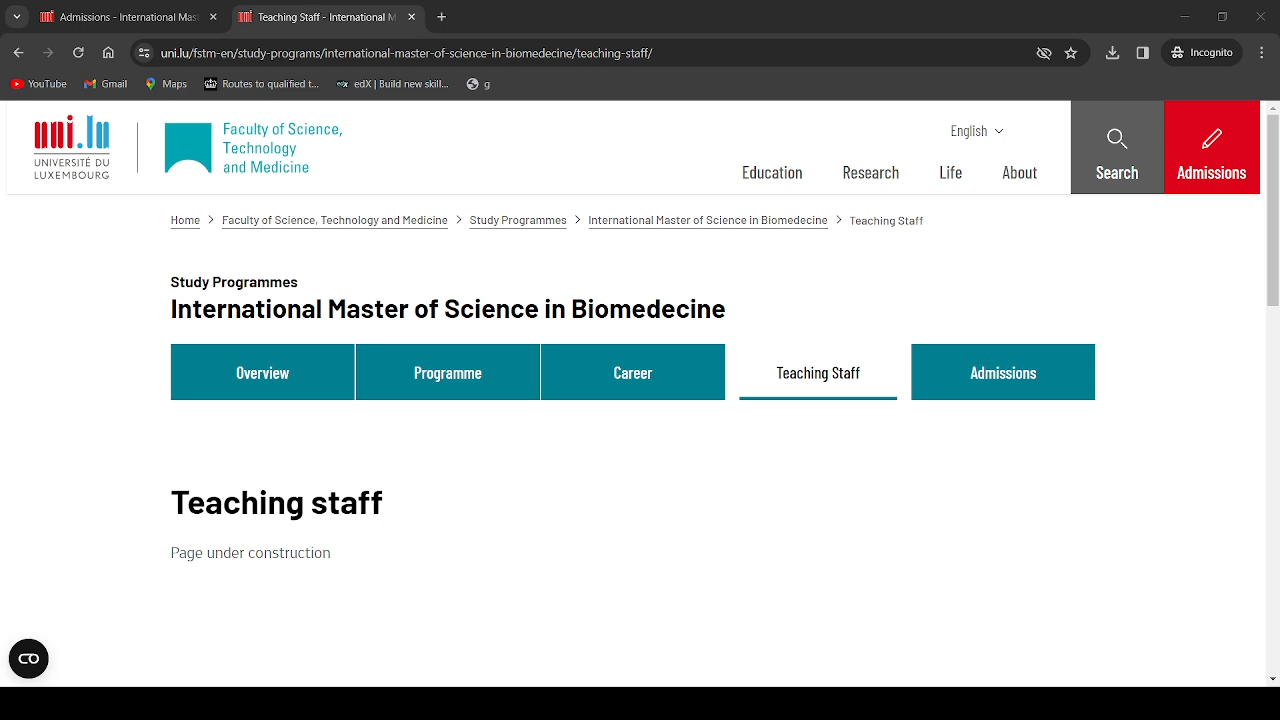 Admissions - International Mas
Teaching Staff - International M
uni.lu/fstm-en/study-programs/international-master-of-science-in-biomedecine/teaching-staff/
Incognito
YouTube
Gmail
Maps
Routes to qualified t...
edX | Build new skill...
g
uni.lu
UNIVERSITÉ DU
LUXEMBOURG
Faculty of Science,
Technology
and Medicine
English
Education
Research
Life
About
Search
Admissions
Home > Faculty of Science, Technology and Medicine > Study Programmes > International Master of Science in Biomedecine > Teaching Staff
Study Programmes
International Master of Science in Biomedecine
Overview
Programme
Career
Teaching Staff
Admissions
Teaching staff
Page under construction